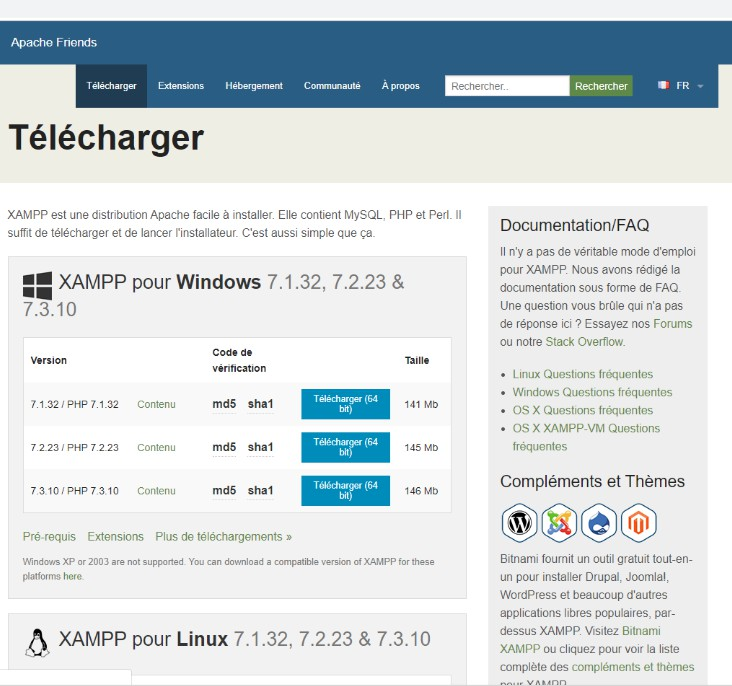 Apache Friends
Télécharger
Extensions
Hébergement
Communauté
À propos
Rechercher..
Rechercher
FR
Télécharger
XAMPP est une distribution Apache facile à installer. Elle contient MySQL, PHP et Perl. Il
suffit de télécharger et de lancer l'installateur. C'est aussi simple que ça.
XAMPP pour Windows 7.1.32, 7.2.23 &
7.3.10
Version
Code de
vérification
Taille
7.1.32 / PHP 7.1.32
Contenu
md5
sha1
Télécharger (64
bit)
141 Mb
7.2.23 / PHP 7.2.23
Contenu
md5
sha1
Télécharger (64
bit)
145 Mb
7.3.10 / PHP 7.3.10
Contenu
md5
sha1
Télécharger (64
bit)
146 Mb
Pré-requis
Extensions
Plus de téléchargements »
Windows XP or 2003 are not supported. You can download a compatible version of XAMPP for these
platforms here.
XAMPP pour Linux 7.1.32, 7.2.23 & 7.3.10
Documentation/FAQ
Il n'y a pas de véritable mode d'emploi
pour XAMPP. Nous avons rédigé la
documentation sous forme de FAQ.
Une question vous brûle qui n'a pas
de réponse ici ? Essayez nos Forums
ou notre Stack Overflow.
Linux Questions fréquentes
Windows Questions fréquentes
OS X Questions fréquentes
OS X XAMPP-VM Questions
fréquentes
Compléments et Thèmes
Bitnami fournit un outil gratuit tout-en-
un pour installer Drupal, Joomla!,
WordPress et beaucoup d'autres
applications libres populaires, par-
dessus XAMPP. Visitez Bitnami
XAMPP ou cliquez pour voir la liste
complète des compléments et thèmes
pour XAMPP.